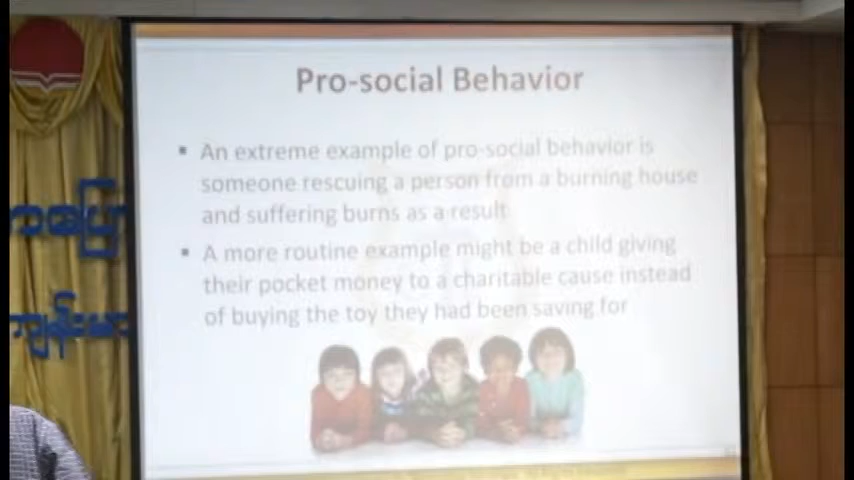 Pro-social Behavior
▪ An extreme example of pro-social behavior is
someone rescuing a person from a burning house
and suffering burns as a result
▪ A more routine example might be a child giving
their pocket money to a charitable cause instead
of buying the toy they had been saving for